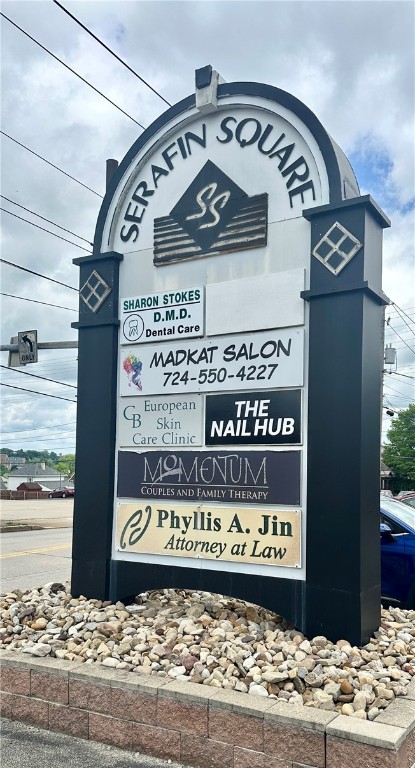 SERAFIN SQUARE
SS
SHARON STOKES
D.M.D.
Dental Care
MADKAT SALON
724-550-4227
GB
European
Skin
Care Clinic
THE
NAIL HUB
MOMENTUM
COUPLES AND FAMILY THERAPY
Phyllis A. Jin
Attorney at Law